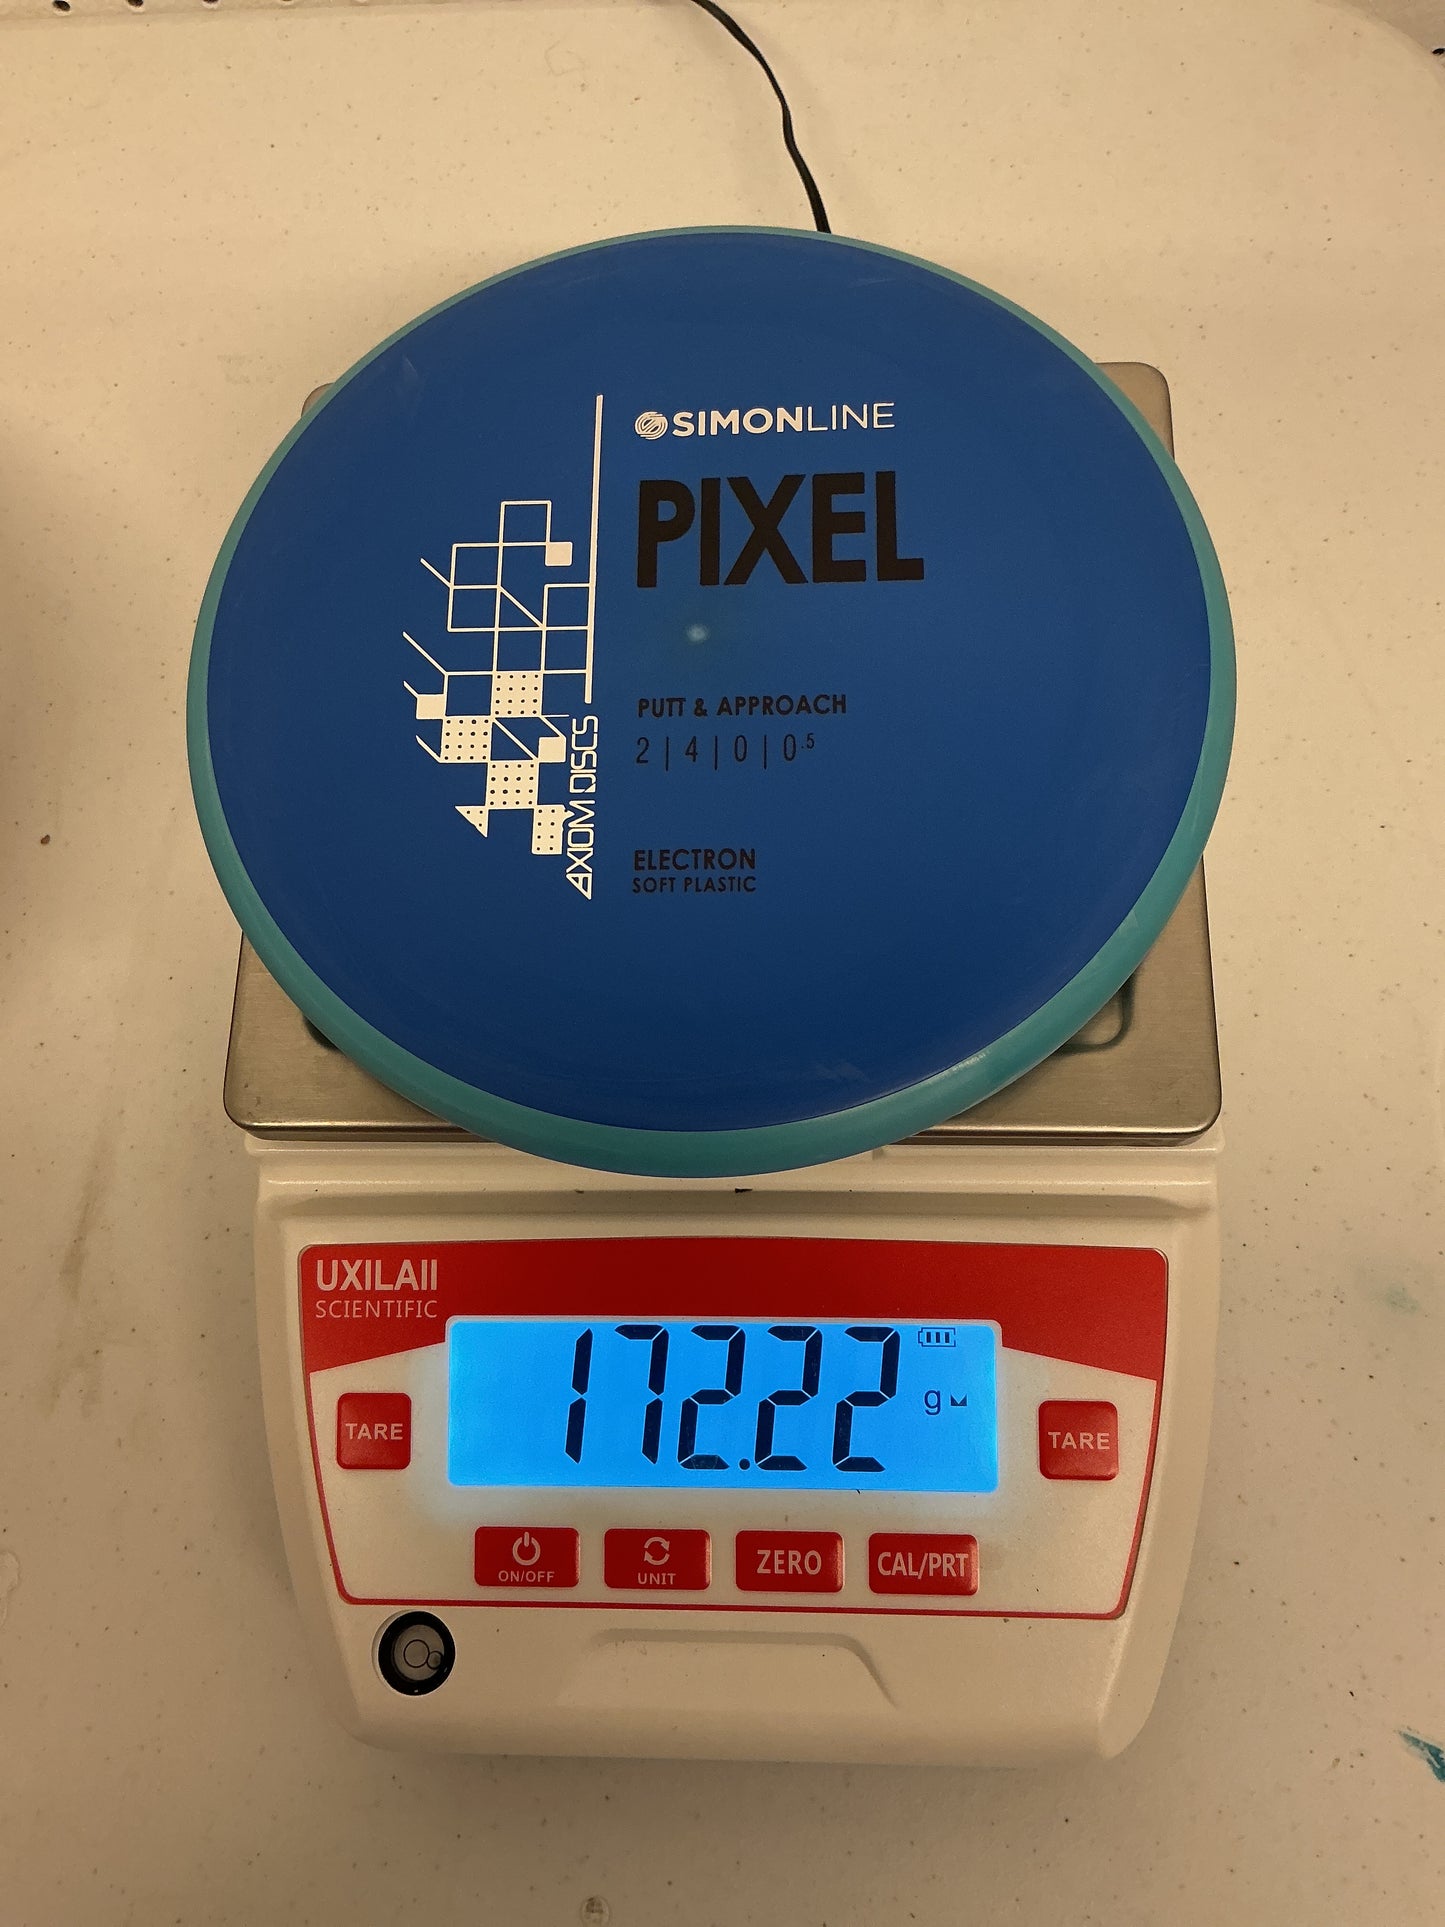 SIMONLINE
PIXEL
PUTT & APPROACH
2 | 4 | 0 | 0.5
AXIOM DISCS
ELECTRON
SOFT PLASTIC
UXILAII
SCIENTIFIC
172.22 g
TARE
TARE
ON/OFF
UNIT
ZERO
CAL/PRT